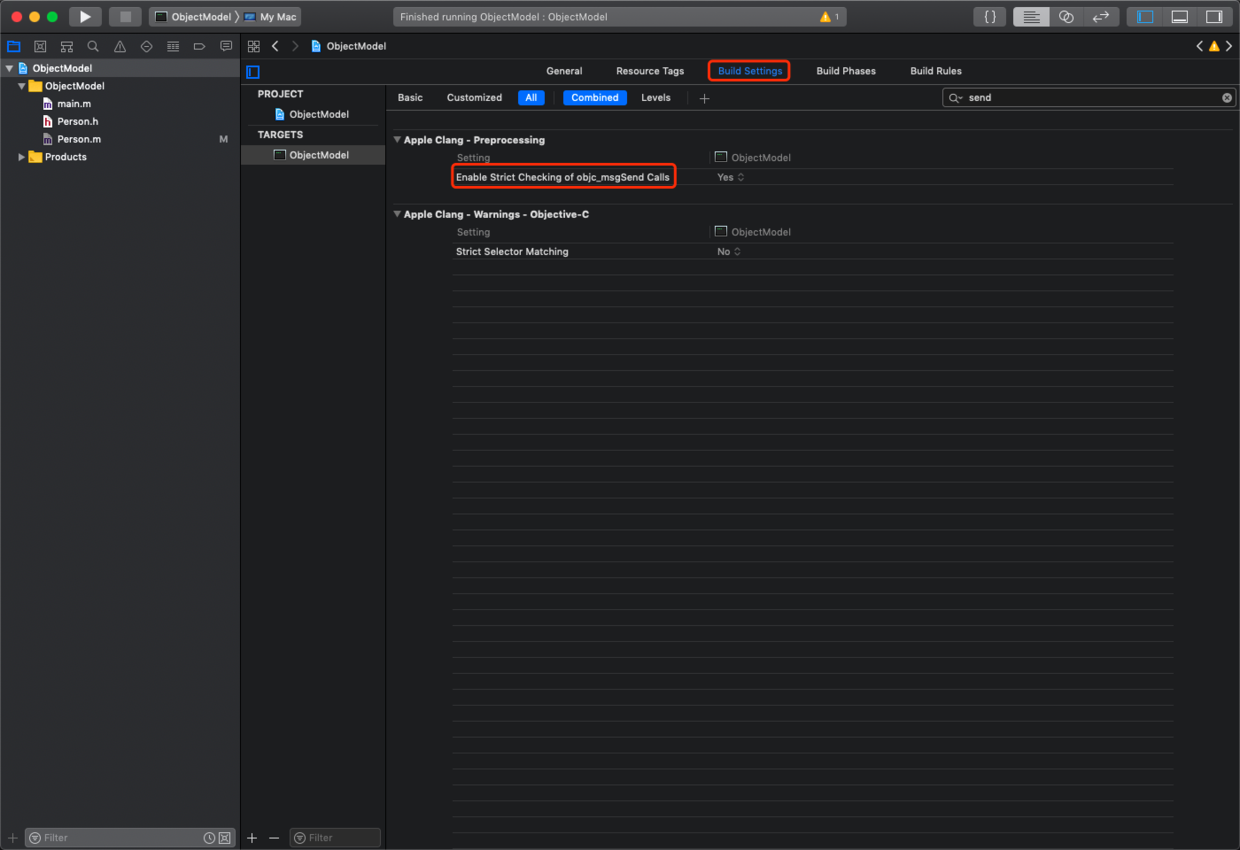 ObjectModel My Mac
Finished running ObjectModel : ObjectModel
1
{ }
ObjectModel
ObjectModel
ObjectModel
m main.m
h Person.h
m Person.m M
Products
General Resource Tags Build Settings Build Phases Build Rules
PROJECT
ObjectModel
TARGETS
ObjectModel
Basic Customized All Combined Levels +
send
Apple Clang - Preprocessing
Setting ObjectModel
Enable Strict Checking of objc_msgSend Calls Yes
Apple Clang - Warnings - Objective-C
Setting ObjectModel
Strict Selector Matching No
+ Filter
+ − Filter